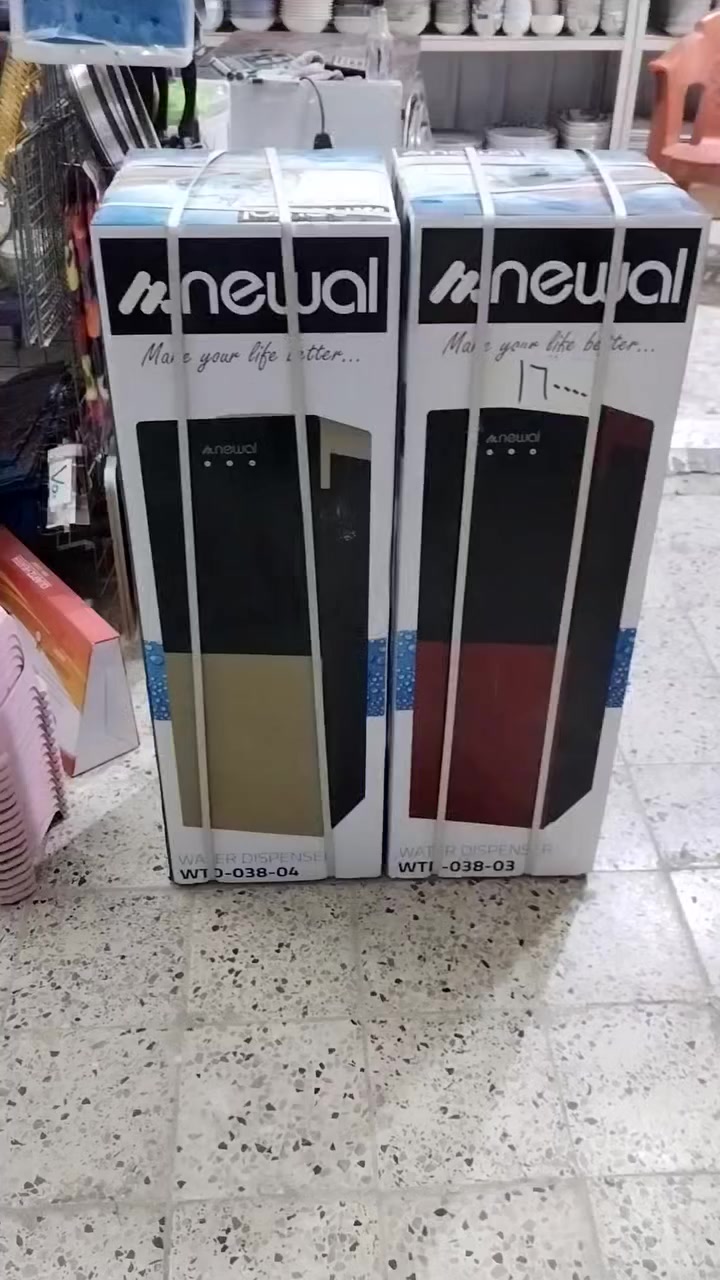 newal
Make your life better...
newal
WATER DISPENSER
WTD-038-04
newal
Make your life better...
١٦٠٠٠٠
newal
WATER DISPENSER
WTD-038-03